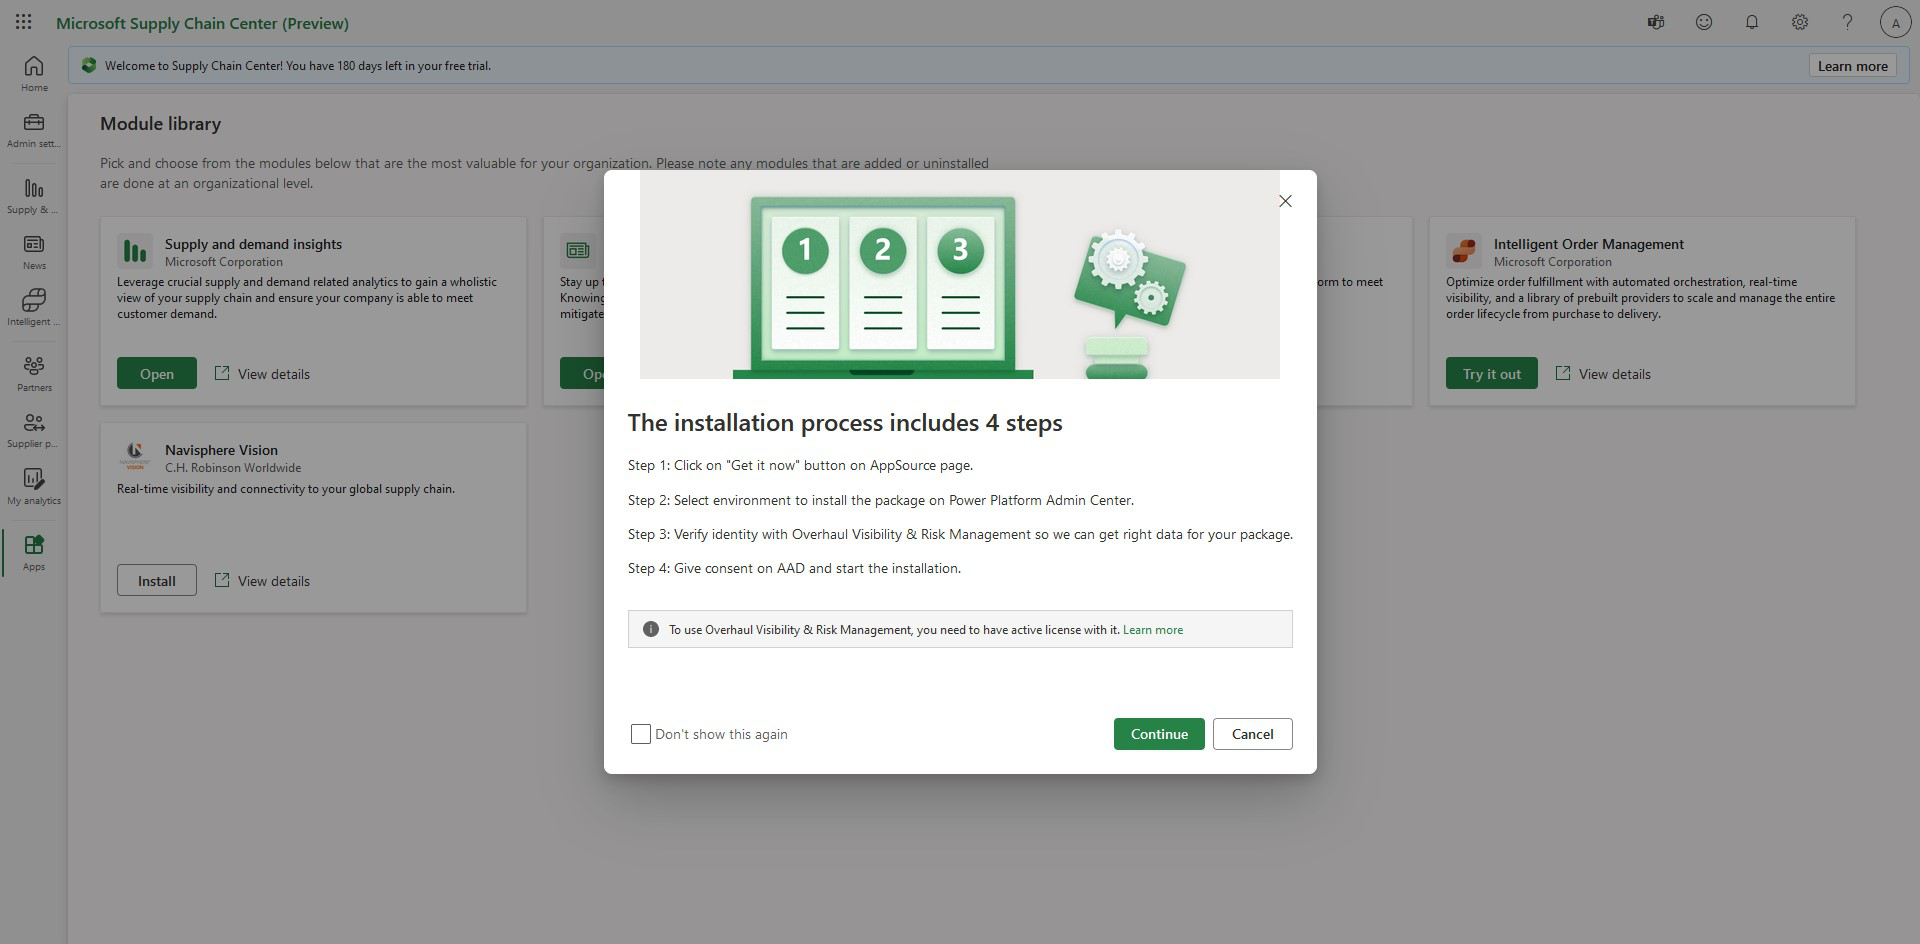 Microsoft Supply Chain Center (Preview)
A
Welcome to Supply Chain Center! You have 180 days left in your free trial.
Learn more
Home
Admin sett...
Supply & ...
News
Intelligent ...
Partners
Supplier p...
My analytics
Apps
Module library
Pick and choose from the modules below that are the most valuable for your organization. Please note any modules that are added or uninstalled
are done at an organizational level.
Supply and demand insights
Microsoft Corporation
Leverage crucial supply and demand related analytics to gain a wholistic
view of your supply chain and ensure your company is able to meet
customer demand.
Open
View details
Stay up
Knowing
mitigate
Op
orm to meet
Intelligent Order Management
Microsoft Corporation
Optimize order fulfillment with automated orchestration, real-time
visibility, and a library of prebuilt providers to scale and manage the entire
order lifecycle from purchase to delivery.
Try it out
View details
NAVISPHERE
VISION
Navisphere Vision
C.H. Robinson Worldwide
Real-time visibility and connectivity to your global supply chain.
Install
View details
1
2
3
The installation process includes 4 steps
Step 1: Click on "Get it now" button on AppSource page.
Step 2: Select environment to install the package on Power Platform Admin Center.
Step 3: Verify identity with Overhaul Visibility & Risk Management so we can get right data for your package.
Step 4: Give consent on AAD and start the installation.
To use Overhaul Visibility & Risk Management, you need to have active license with it. Learn more
Don't show this again
Continue
Cancel